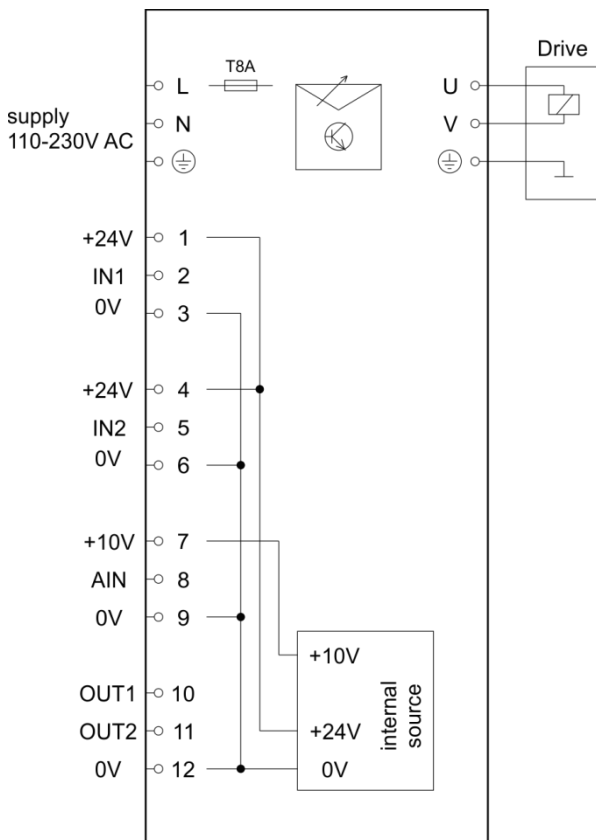 Drive
T8A
L
U
supply
110-230V AC
N
V
+24V 1
IN1 2
0V 3
+24V 4
IN2 5
0V 6
+10V 7
AIN 8
0V 9
+10V
OUT1 10
OUT2 11
+24V
0V 12
0V
internal
source